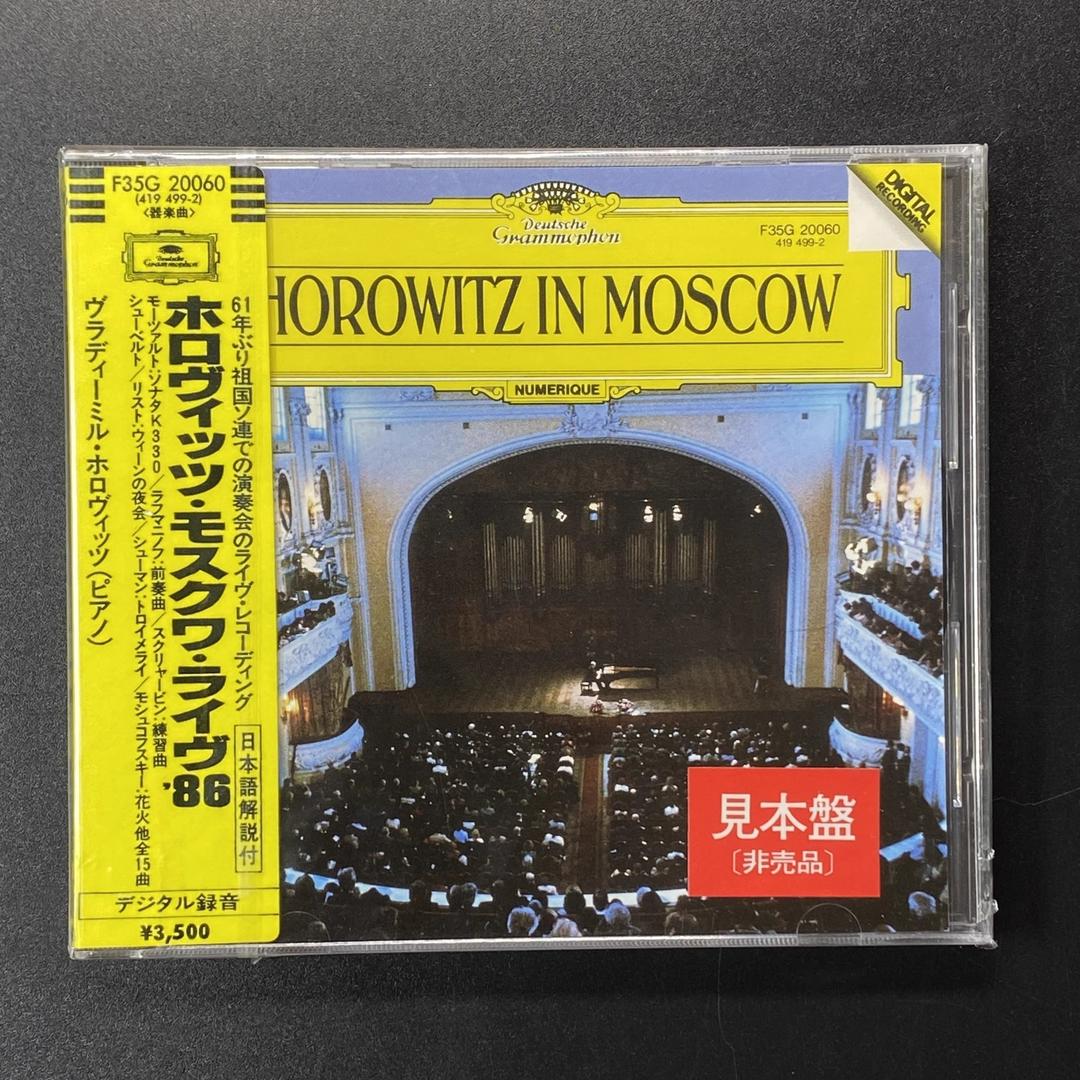 F35G 20060
(419 499-2)
〈器楽曲〉
Deutsche
Grammophon
61年ぶり祖国ソ連での演奏会のライヴ・レコーディング
日本語解説付
ホロヴィッツ・モスクワ・ライヴ'86
モーツァルト:ソナタK330/ラフマニノフ:前奏曲/スクリャービン:練習曲
シューベルト/リスト:ウィーンの夜会/シューマン:トロイメライ/モシュコフスキー:花火他全15曲
ヴラディーミル・ホロヴィッツ(ピアノ)
デジタル録音
¥3,500
Deutsche
Grammophon
F35G 20060
419 499-2
DIGITAL
RECORDING
HOROWITZ IN MOSCOW
NUMERIQUE
見本盤
〔非売品〕